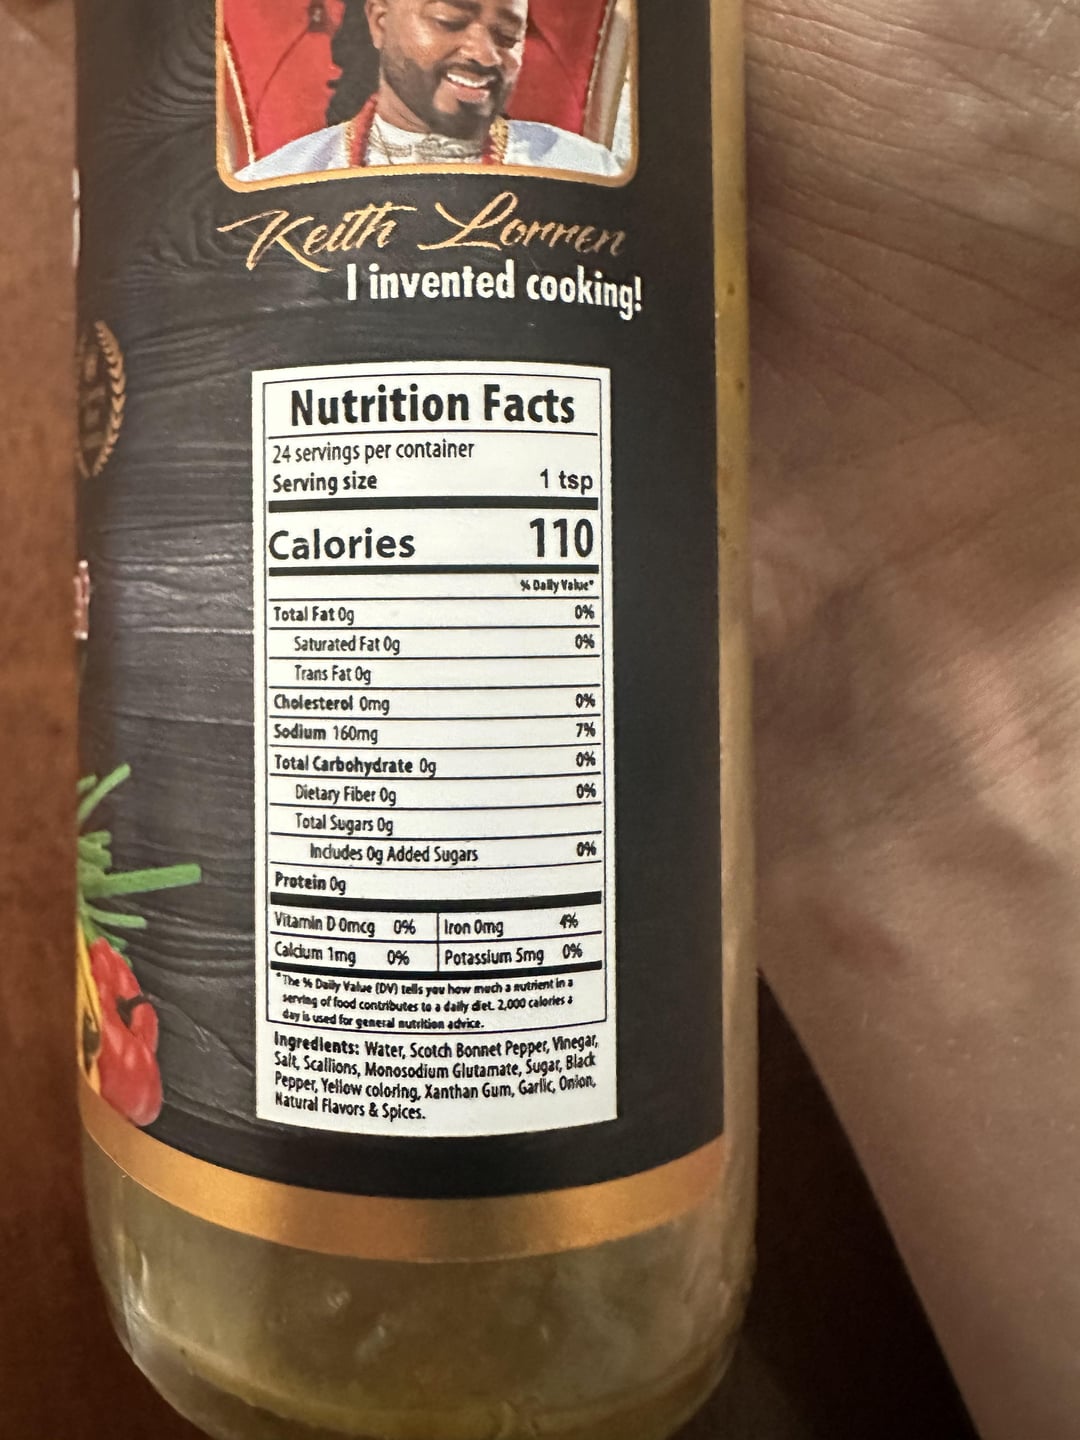 Keith Lorren
I invented cooking!
Nutrition Facts
24 servings per container
Serving size 1 tsp
Calories 110
% Daily Value*
Total Fat 0g 0%
Saturated Fat 0g 0%
Trans Fat 0g
Cholesterol 0mg 0%
Sodium 160mg 7%
Total Carbohydrate 0g 0%
Dietary Fiber 0g 0%
Total Sugars 0g
Includes 0g Added Sugars 0%
Protein 0g
Vitamin D 0mcg 0% Iron 0mg 4%
Calcium 1mg 0% Potassium 5mg 0%
*The % Daily Value (DV) tells you how much a nutrient in a
serving of food contributes to a daily diet. 2,000 calories a
day is used for general nutrition advice.
Ingredients: Water, Scotch Bonnet Pepper, Vinegar,
Salt, Scallions, Monosodium Glutamate, Sugar, Black
Pepper, Yellow coloring, Xanthan Gum, Garlic, Onion,
Natural Flavors & Spices.